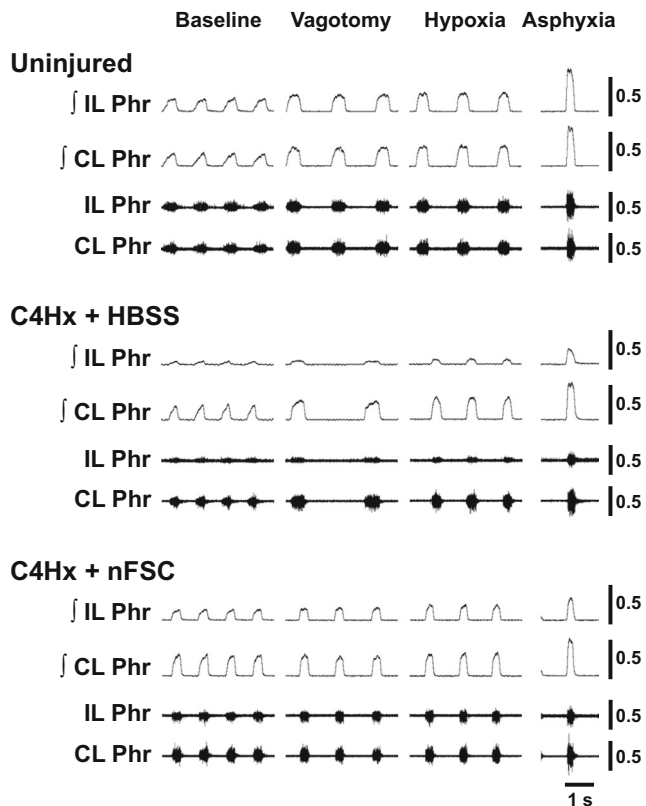 Baseline Vagotomy Hypoxia Asphyxia
Uninjured
∫ IL Phr 0.5
∫ CL Phr 0.5
IL Phr 0.5
CL Phr 0.5
C4Hx + HBSS
∫ IL Phr 0.5
∫ CL Phr 0.5
IL Phr 0.5
CL Phr 0.5
C4Hx + nFSC
∫ IL Phr 0.5
∫ CL Phr 0.5
IL Phr 0.5
CL Phr 0.5
1 s